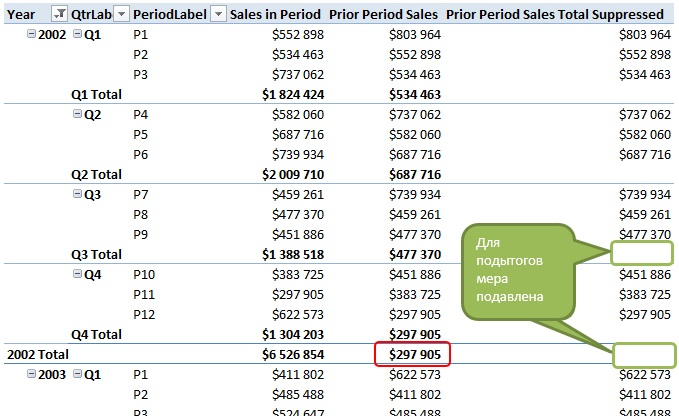 Year QtrLab PeriodLabel Sales in Period Prior Period Sales Prior Period Sales Total Suppressed
2002 Q1 P1 $552 898 $803 964 $803 964
P2 $534 463 $552 898 $552 898
P3 $737 062 $534 463 $534 463
Q1 Total $1 824 424 $534 463
Q2 P4 $582 060 $737 062 $737 062
P5 $687 716 $582 060 $582 060
P6 $739 934 $687 716 $687 716
Q2 Total $2 009 710 $687 716
Q3 P7 $459 261 $739 934 $739 934
P8 $477 370 $459 261 $459 261
P9 $451 886 $477 370 $477 370
Q3 Total $1 388 518 $477 370
Для
подытогов
мера
подавлена
Q4 P10 $383 725 $451 886 $451 886
P11 $297 905 $383 725 $383 725
P12 $622 573 $297 905 $297 905
Q4 Total $1 304 203 $297 905
2002 Total $6 526 854 $297 905
2003 Q1 P1 $411 802 $622 573 $622 573
P2 $485 488 $411 802 $411 802
P3 $524 647 $485 488 $485 488